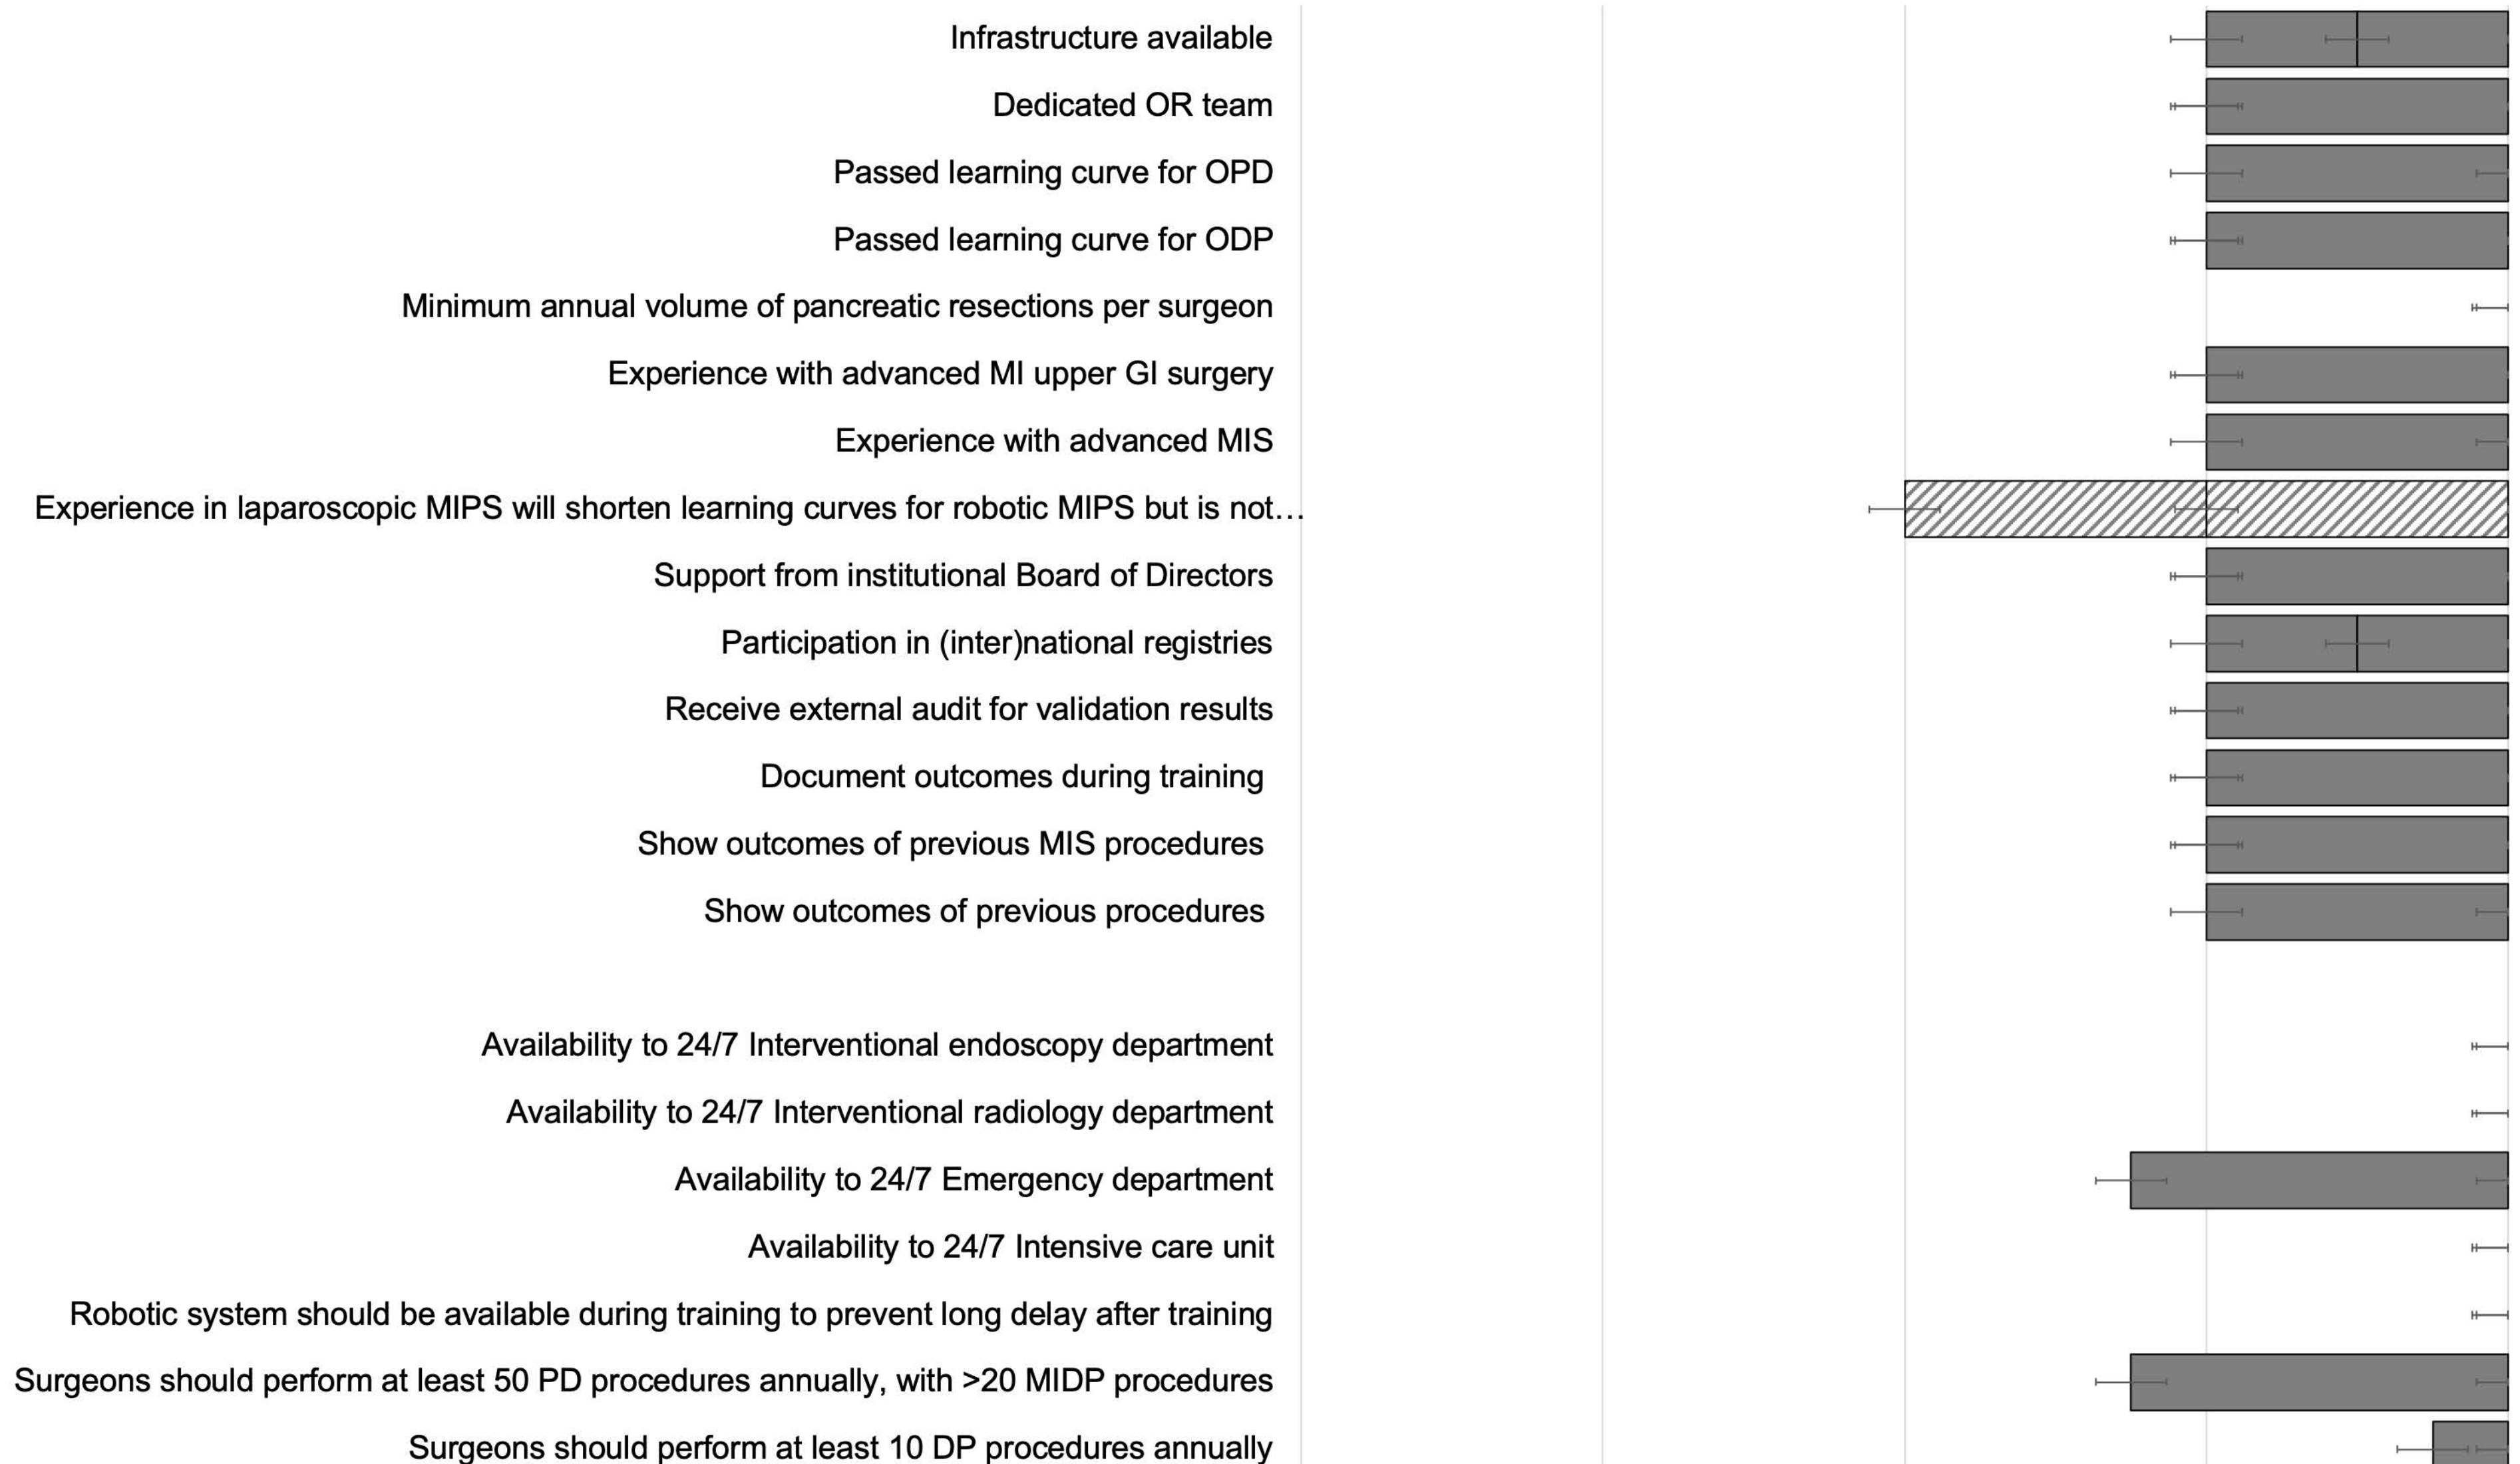 Infrastructure available
Dedicated OR team
Passed learning curve for OPD
Passed learning curve for ODP
Minimum annual volume of pancreatic resections per surgeon
Experience with advanced MI upper GI surgery
Experience with advanced MIS
Experience in laparoscopic MIPS will shorten learning curves for robotic MIPS but is not…
Support from institutional Board of Directors
Participation in (inter)national registries
Receive external audit for validation results
Document outcomes during training
Show outcomes of previous MIS procedures
Show outcomes of previous procedures
Availability to 24/7 Interventional endoscopy department
Availability to 24/7 Interventional radiology department
Availability to 24/7 Emergency department
Availability to 24/7 Intensive care unit
Robotic system should be available during training to prevent long delay after training
Surgeons should perform at least 50 PD procedures annually, with >20 MIDP procedures
Surgeons should perform at least 10 DP procedures annually